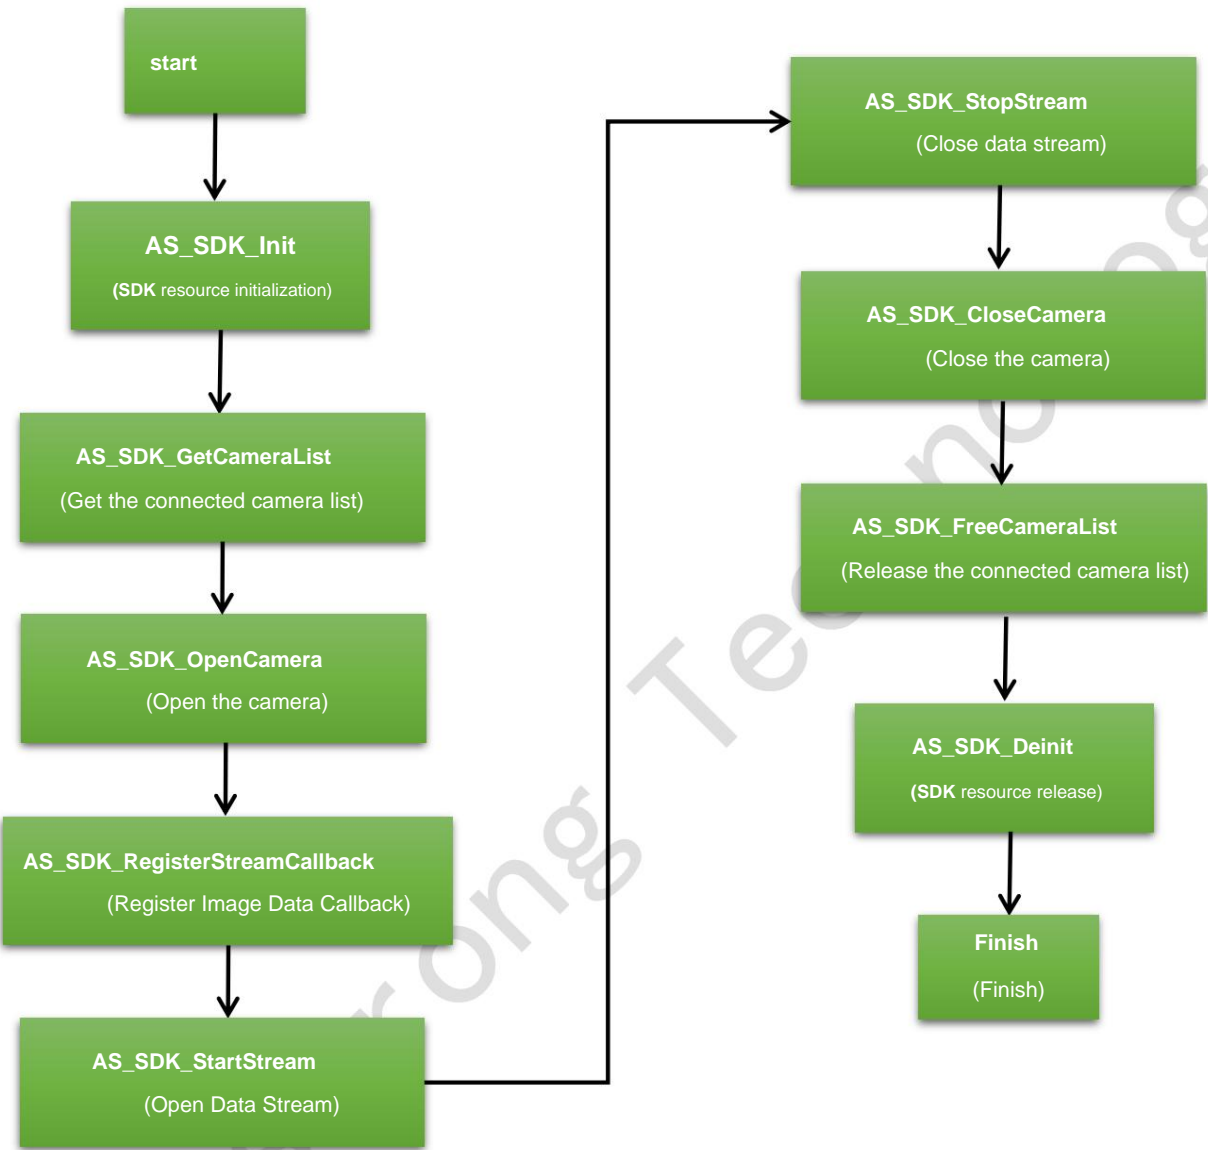 start
AS_SDK_Init
(SDK resource initialization)
AS_SDK_GetCameraList
(Get the connected camera list)
AS_SDK_OpenCamera
(Open the camera)
AS_SDK_RegisterStreamCallback
(Register Image Data Callback)
AS_SDK_StartStream
(Open Data Stream)
AS_SDK_StopStream
(Close data stream)
AS_SDK_CloseCamera
(Close the camera)
AS_SDK_FreeCameraList
(Release the connected camera list)
AS_SDK_Deinit
(SDK resource release)
Finish
(Finish)